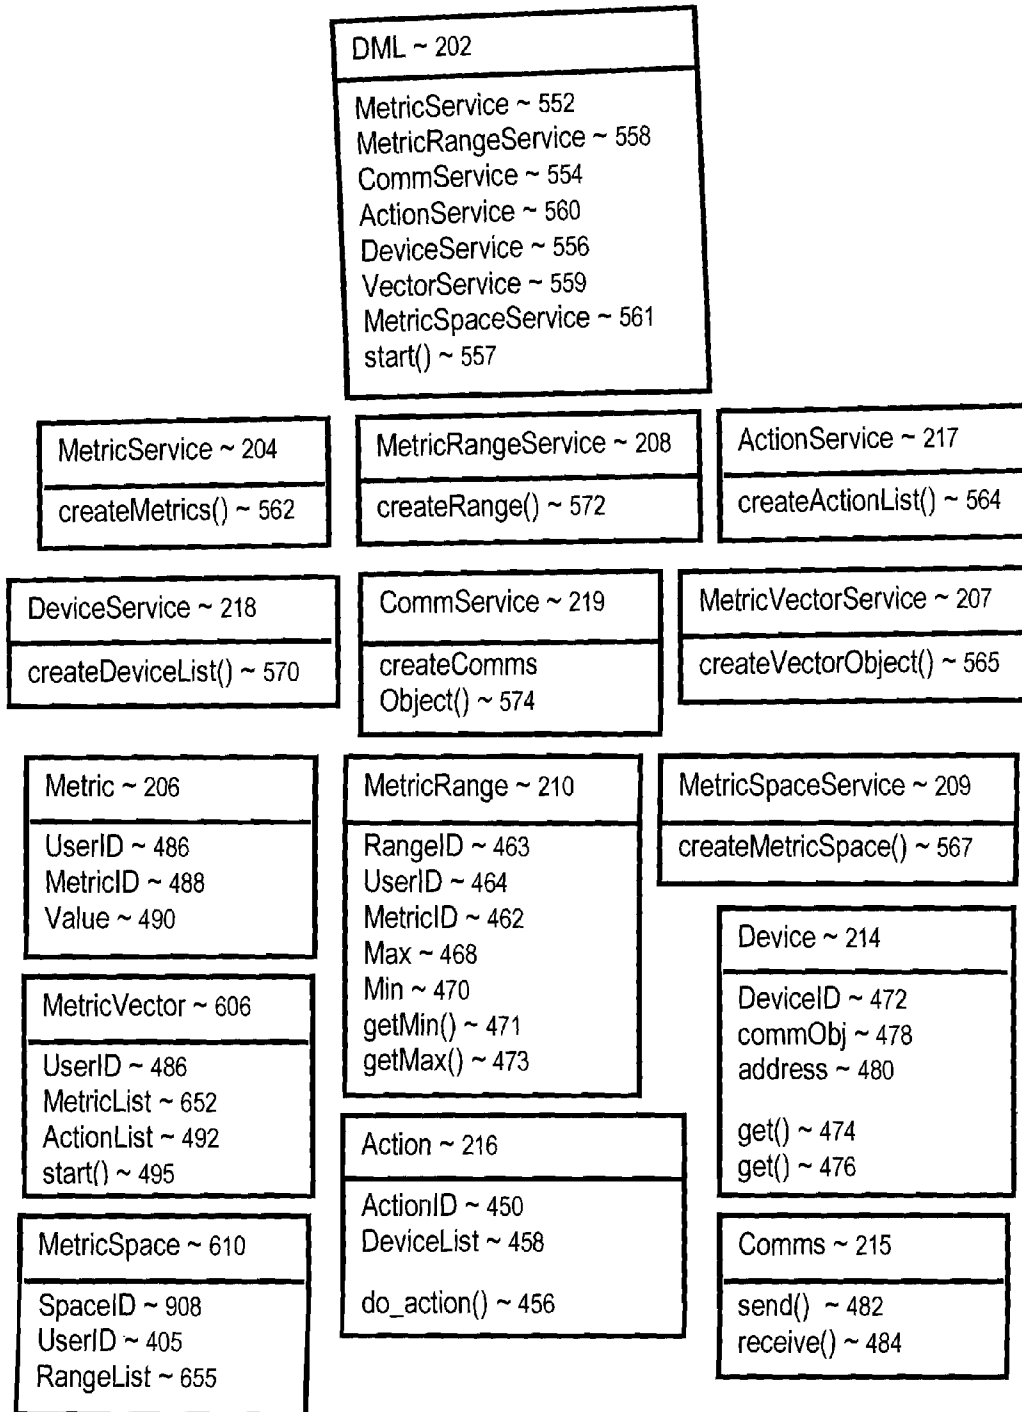 DML ~ 202
MetricService ~ 552
MetricRangeService ~ 558
CommService ~ 554
ActionService ~ 560
DeviceService ~ 556
VectorService ~ 559
MetricSpaceService ~ 561
start() ~ 557
MetricService ~ 204
createMetrics() ~ 562
MetricRangeService ~ 208
createRange() ~ 572
ActionService ~ 217
createActionList() ~ 564
DeviceService ~ 218
createDeviceList() ~ 570
CommService ~ 219
createComms
Object() ~ 574
MetricVectorService ~ 207
createVectorObject() ~ 565
Metric ~ 206
UserID ~ 486
MetricID ~ 488
Value ~ 490
MetricRange ~ 210
RangeID ~ 463
UserID ~ 464
MetricID ~ 462
Max ~ 468
Min ~ 470
getMin() ~ 471
getMax() ~ 473
MetricSpaceService ~ 209
createMetricSpace() ~ 567
Device ~ 214
DeviceID ~ 472
commObj ~ 478
address ~ 480
get() ~ 474
get() ~ 476
MetricVector ~ 606
UserID ~ 486
MetricList ~ 652
ActionList ~ 492
start() ~ 495
Action ~ 216
ActionID ~ 450
DeviceList ~ 458
do_action() ~ 456
MetricSpace ~ 610
SpaceID ~ 908
UserID ~ 405
RangeList ~ 655
Comms ~ 215
send() ~ 482
receive() ~ 484